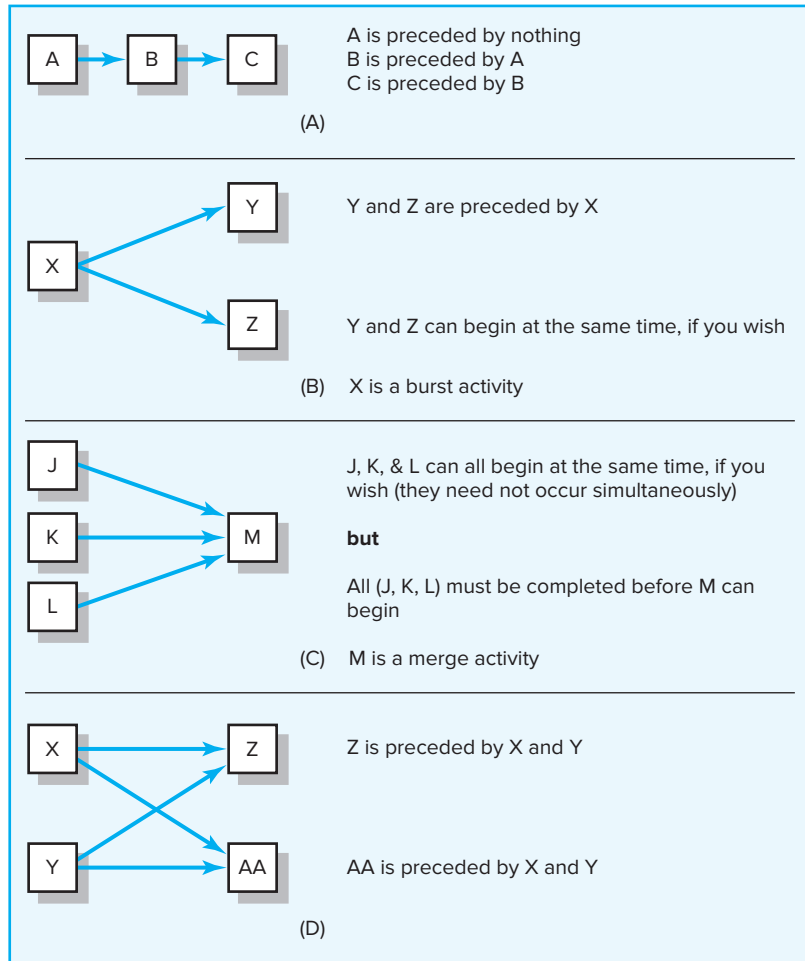 A
B
C
A is preceded by nothing
B is preceded by A
C is preceded by B
(A)
X
Y
Z
Y and Z are preceded by X
Y and Z can begin at the same time, if you wish
(B) X is a burst activity
J
K
L
M
J, K, & L can all begin at the same time, if you
wish (they need not occur simultaneously)
but
All (J, K, L) must be completed before M can
begin
(C) M is a merge activity
X
Z
Y
AA
Z is preceded by X and Y
AA is preceded by X and Y
(D)